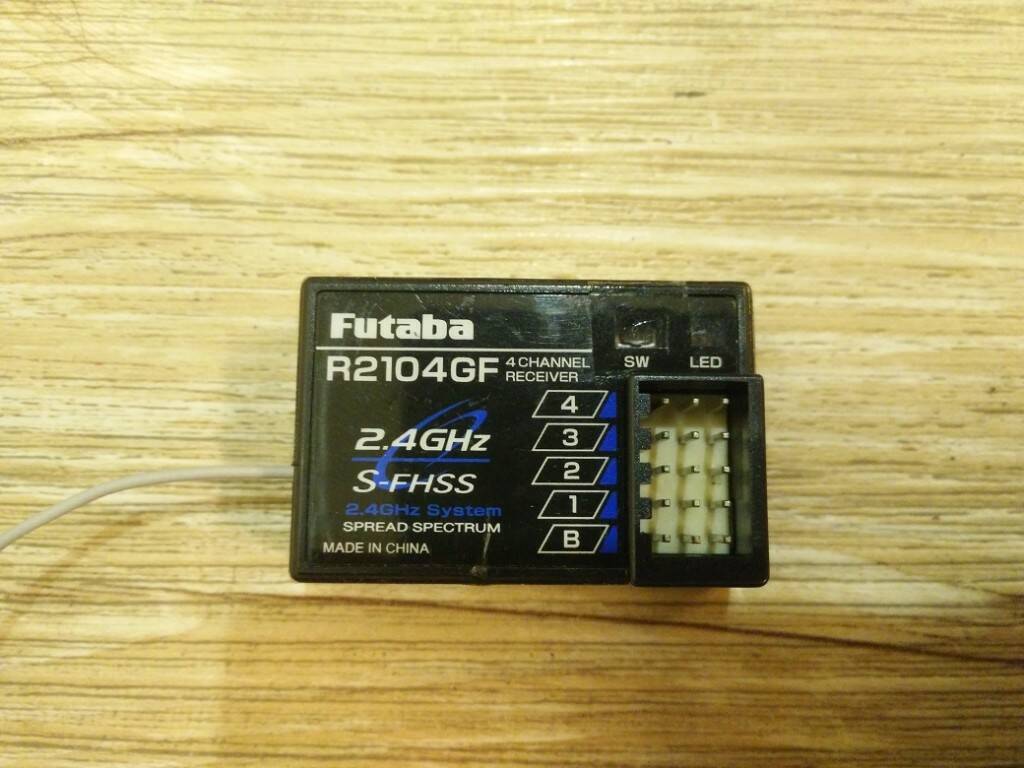 Futaba
R2104GF 4 CHANNEL RECEIVER
SW LED
4
3
2
1
B
2.4GHz
S-FHSS
2.4GHz System
SPREAD SPECTRUM
MADE IN CHINA